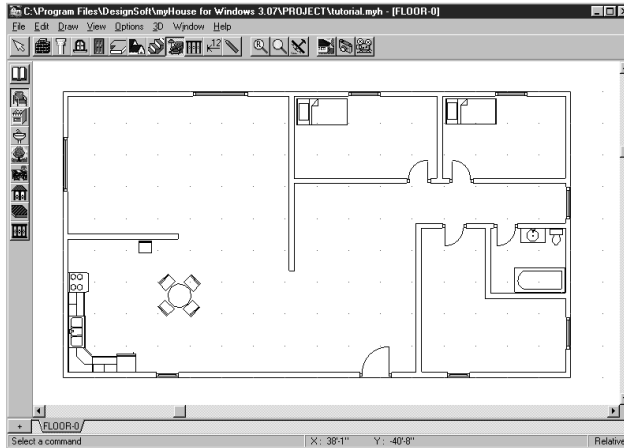 C:\Program Files\DesignSoft\myHouse for Windows 3.07\PROJECT\tutorial.myh - [FLOOR-0]
File Edit Draw View Options 3D Window Help
12
R
+ FLOOR-0
Select a command X: 38'1" Y: -40'8" Relative